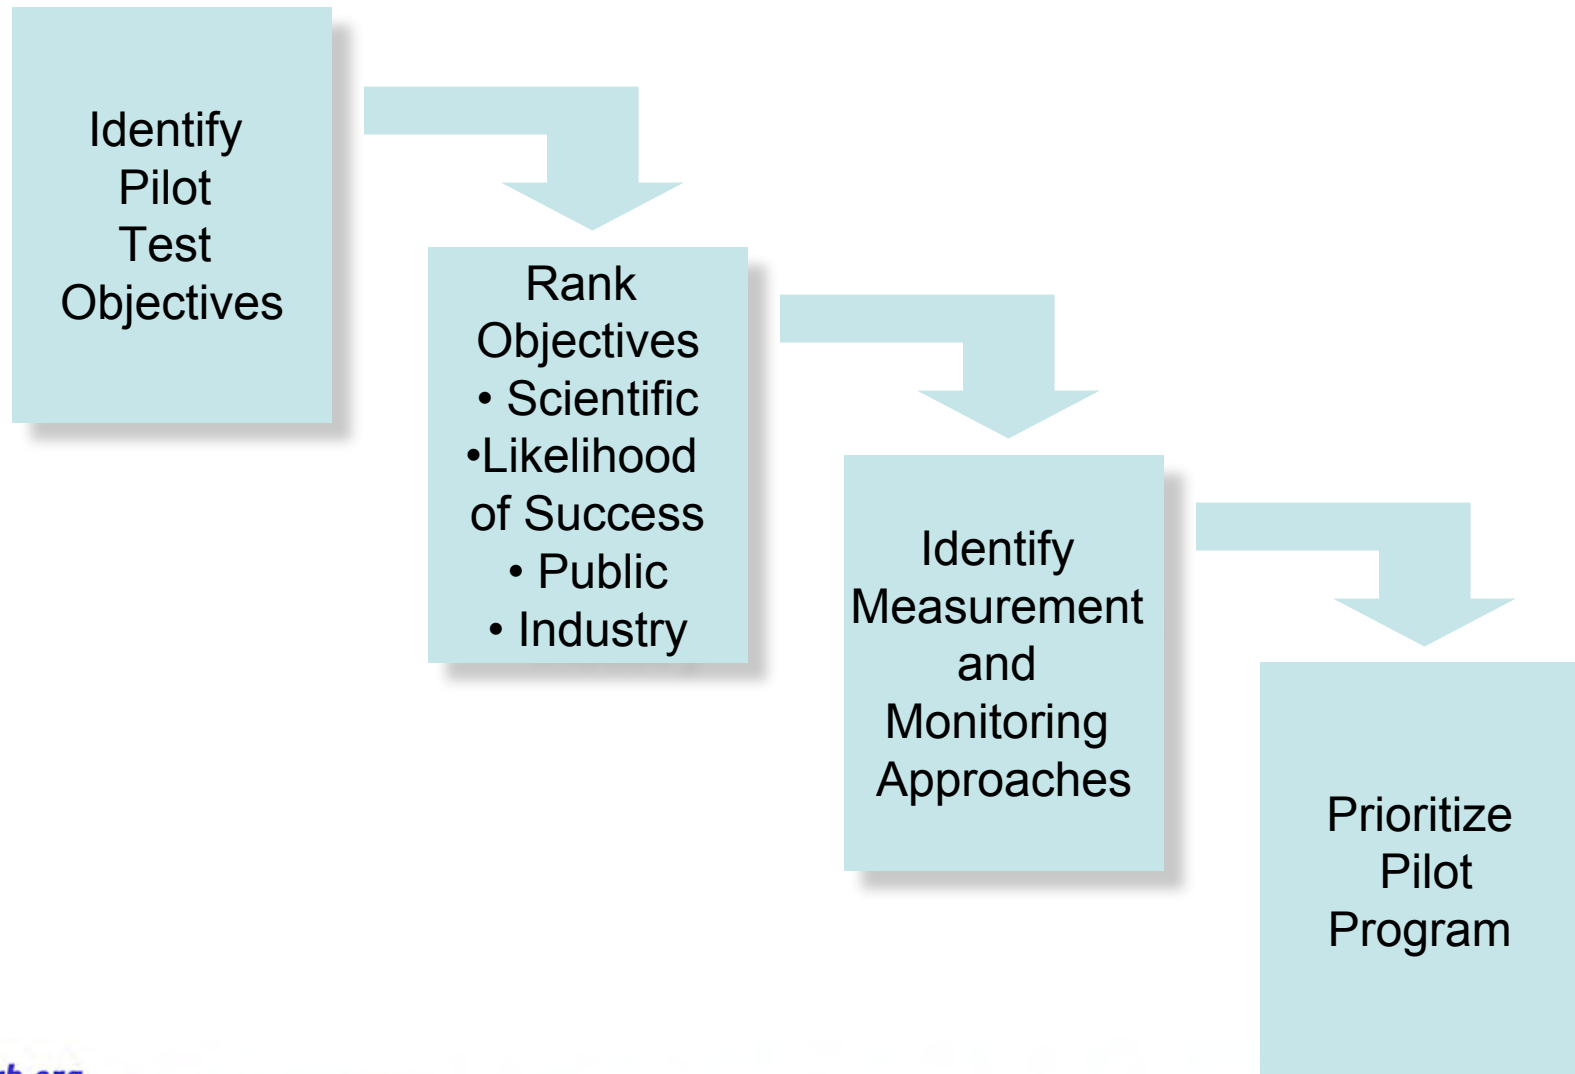 Identify
Pilot
Test
Objectives
Rank
Objectives
• Scientific
•Likelihood
of Success
• Public
• Industry
Identify
Measurement
and
Monitoring
Approaches
Prioritize
Pilot
Program